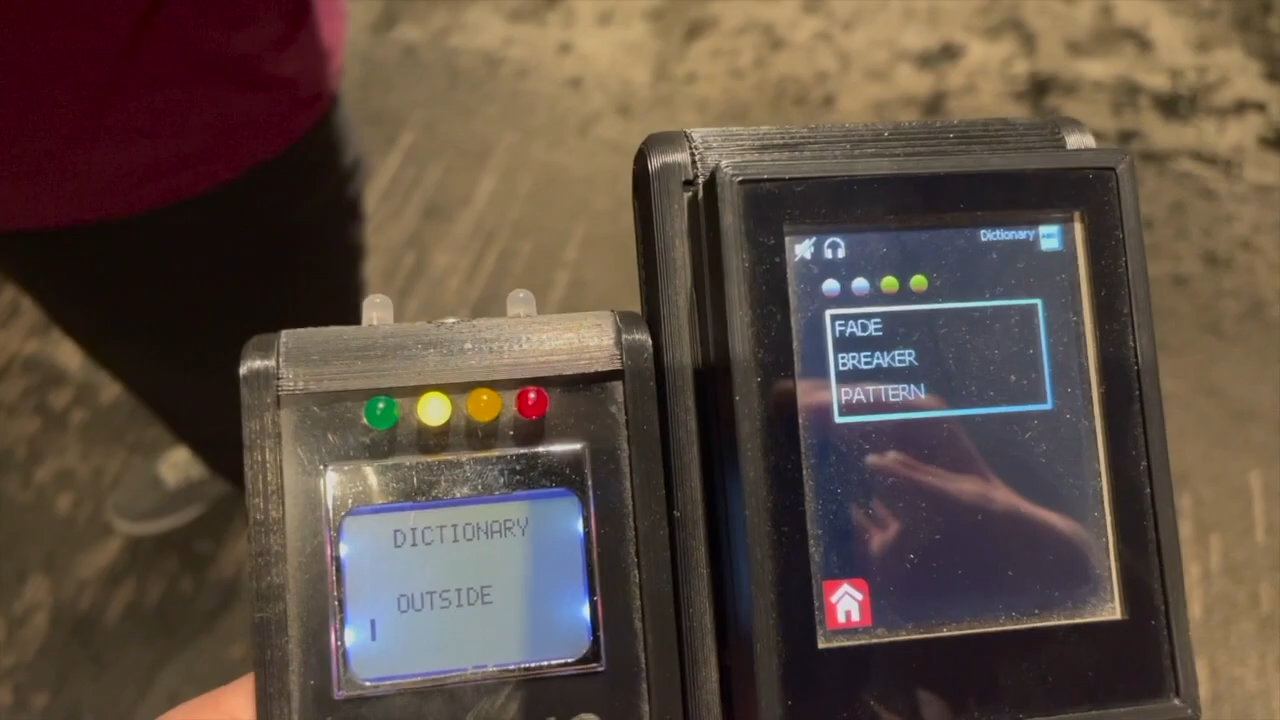 DICTIONARY
OUTSIDE
Dictionary
FADE
BREAKER
PATTERN